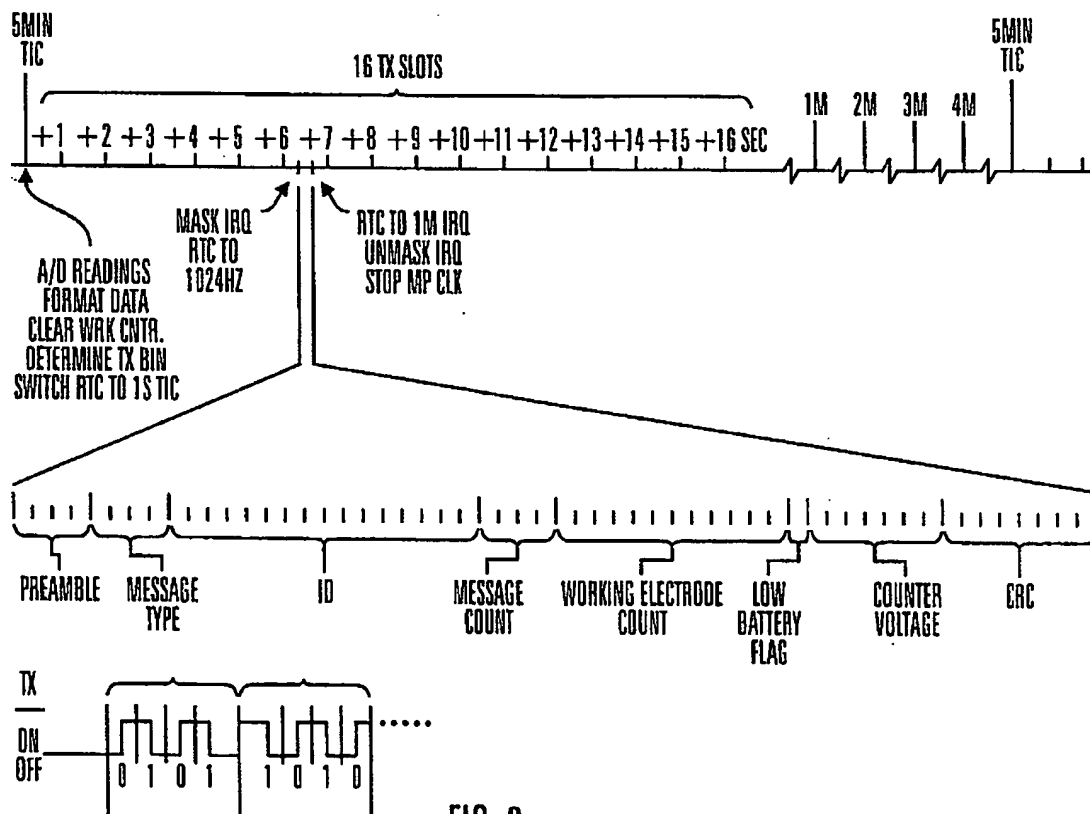 5MIN
TIC
16 TX SLOTS
5MIN
TIC
1M 2M 3M 4M
+1 +2 +3 +4 +5 +6 +7 +8 +9 +10 +11 +12 +13 +14 +15 +16 SEC
MASK IRQ
RTC TO
1024HZ
RTC TO 1M IRQ
UNMASK IRQ
STOP MP CLK
A/D READINGS
FORMAT DATA
CLEAR WRK CNTR.
DETERMINE TX BIN
SWITCH RTC TO 1S TIC
PREAMBLE
MESSAGE
TYPE
ID
MESSAGE
COUNT
WORKING ELECTRODE
COUNT
LOW
BATTERY
FLAG
COUNTER
VOLTAGE
CRC
TX
ON
OFF
0 1 0 1 1 0 1 0